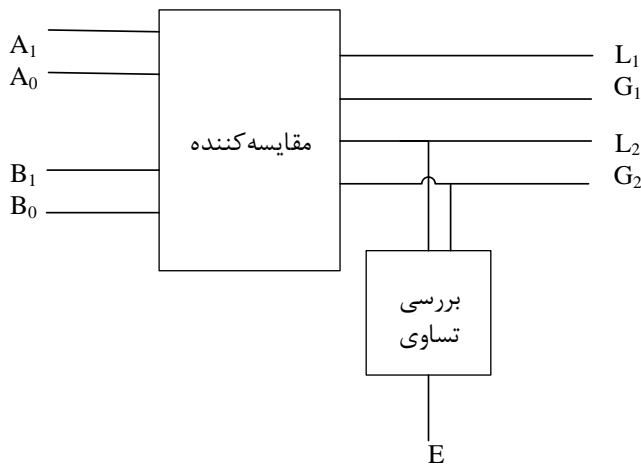 A₁
A₀
B₁
B₀
مقایسه‌کننده
L₁
G₁
L₂
G₂
بررسی
تساوی
E